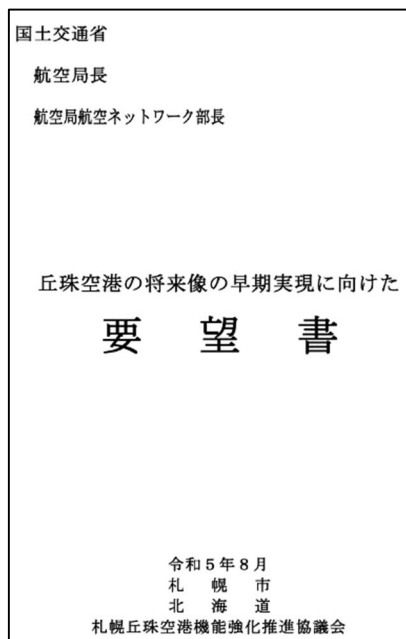 国土交通省
航空局長
航空局航空ネットワーク部長
丘珠空港の将来像の早期実現に向けた
要望書
令和5年8月
札幌市
北海道
札幌丘珠空港機能強化推進協議会